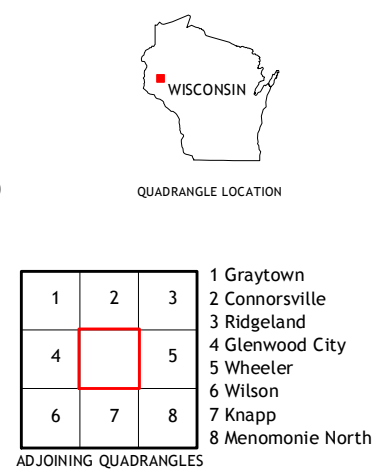 WISCONSIN
QUADRANGLE LOCATION
1 2 3
4 5
6 7 8
ADJOINING QUADRANGLES
1 Graytown
2 Connorsville
3 Ridgeland
4 Glenwood City
5 Wheeler
6 Wilson
7 Knapp
8 Menomonie North